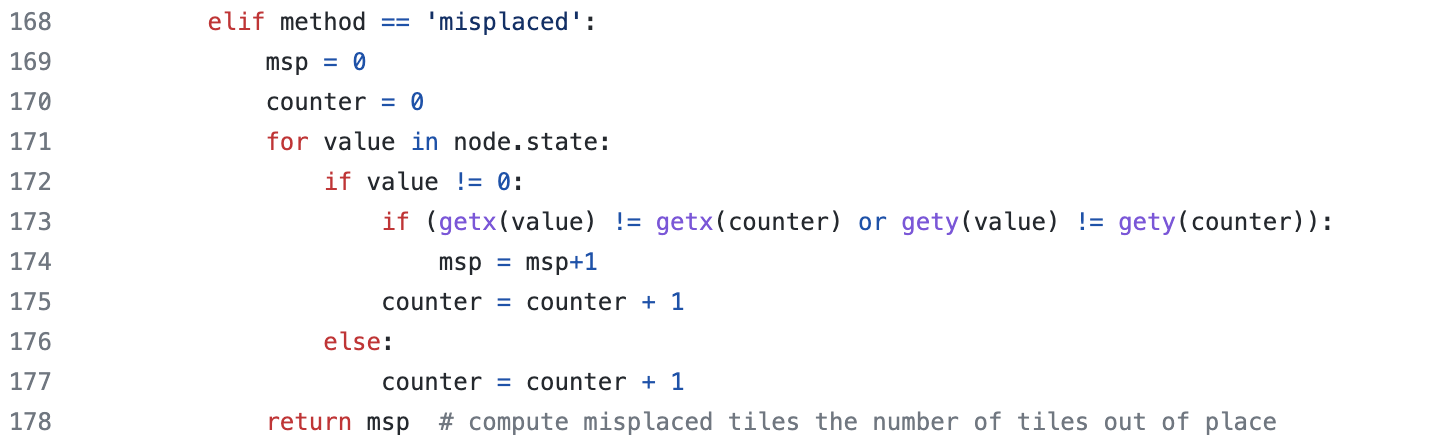 168 elif method == 'misplaced':
169 msp = 0
170 counter = 0
171 for value in node.state:
172 if value != 0:
173 if (getx(value) != getx(counter) or gety(value) != gety(counter)):
174 msp = msp+1
175 counter = counter + 1
176 else:
177 counter = counter + 1
178 return msp # compute misplaced tiles the number of tiles out of place